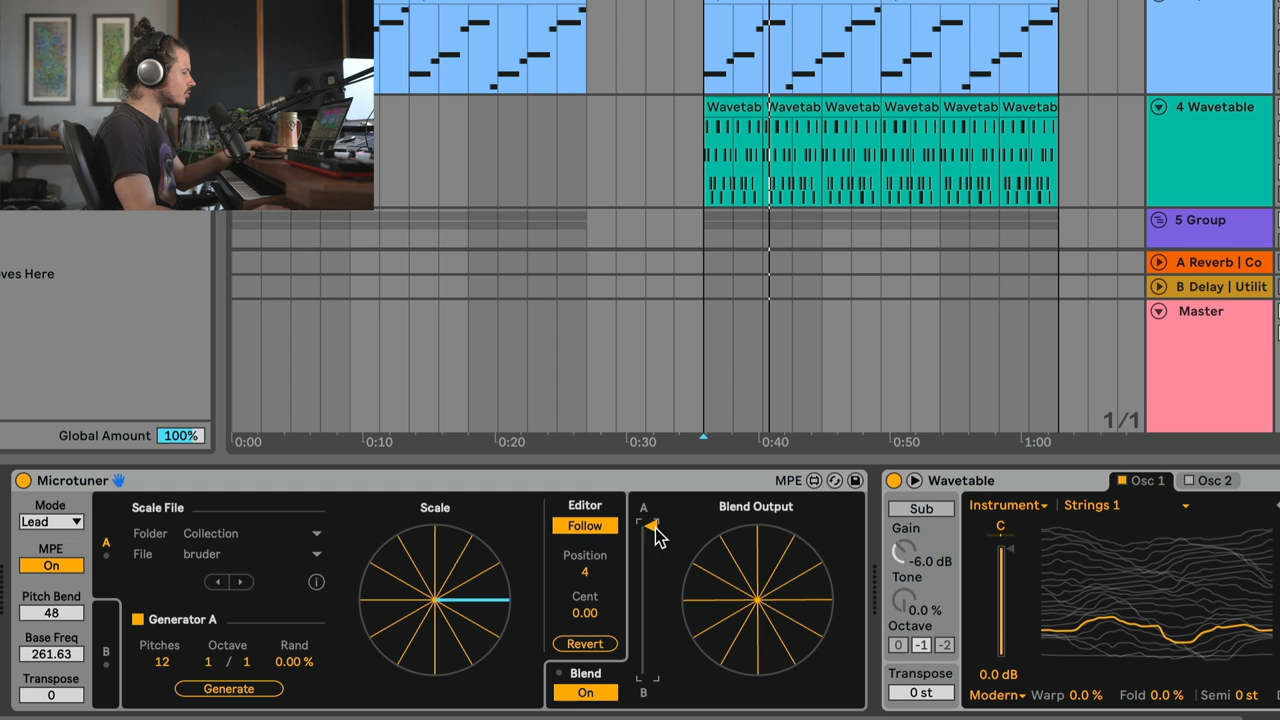 Wavetab Wavetab Wavetab Wavetab Wavetab Wavetab
4 Wavetable
5 Group
ves Here
A Reverb | Co
B Delay | Utilit
Master
1/1
Global Amount 100%
0:00 0:10 0:20 0:30 0:40 0:50 1:00
Microtuner
MPE
Mode
Lead
MPE
On
Pitch Bend
48
Base Freq
261.63
Transpose
0
A
B
Scale File
Folder Collection
File bruder
Generator A
Pitches Octave Rand
12 1 / 1 0.00 %
Generate
Scale
Editor
Follow
Position
4
Cent
0.00
Revert
Blend
On
A
B
Blend Output
Wavetable
Osc 1
Osc 2
Sub
Gain
-6.0 dB
Tone
0.0 %
Octave
0 -1 -2
Transpose
0 st
Instrument
Strings 1
C
0.0 dB
Modern Warp 0.0 % Fold 0.0 % Semi 0 st